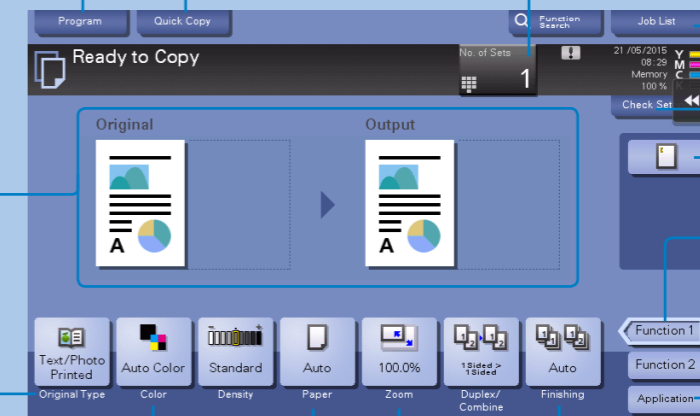 Program
Quick Copy
Function
Search
Job List
Ready to Copy
No. of Sets
1
21 /05/2015
08:29
Memory
100 %
Y
M
C
K
Check Set
Original
Output
A
A
Text/Photo
Printed
Auto Color
Standard
Auto
100.0%
1Sided >
1Sided
Auto
Original Type
Color
Density
Paper
Zoom
Duplex/
Combine
Finishing
Function 1
Function 2
Application